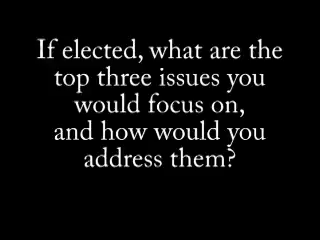 If elected, what are the
top three issues you
would focus on,
and how would you
address them?